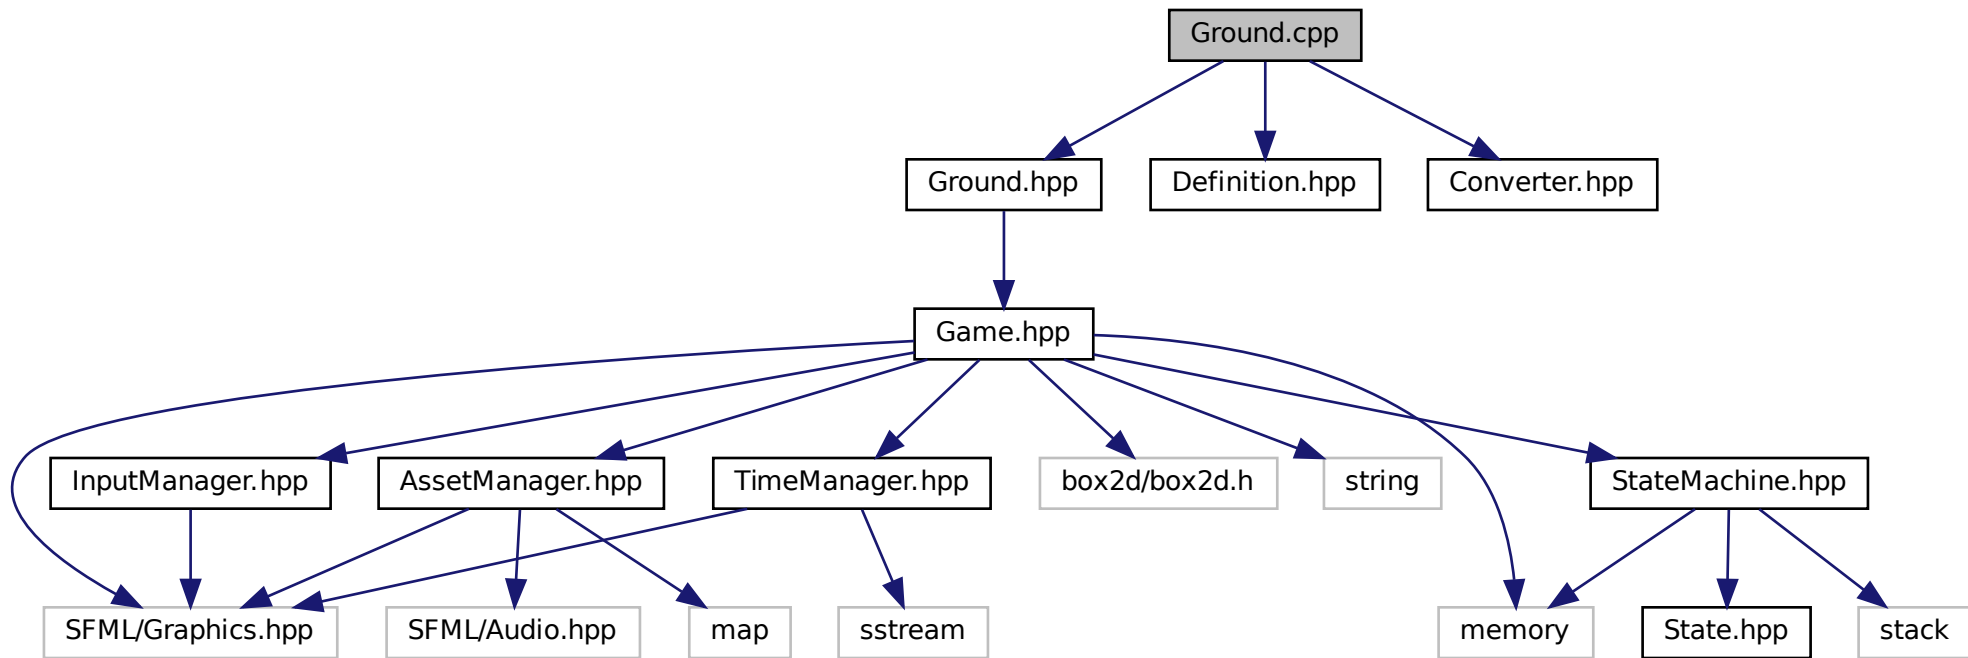 Ground.cpp
Ground.hpp
Definition.hpp
Converter.hpp
Game.hpp
InputManager.hpp
AssetManager.hpp
TimeManager.hpp
box2d/box2d.h
string
StateMachine.hpp
SFML/Graphics.hpp
SFML/Audio.hpp
map
sstream
memory
State.hpp
stack